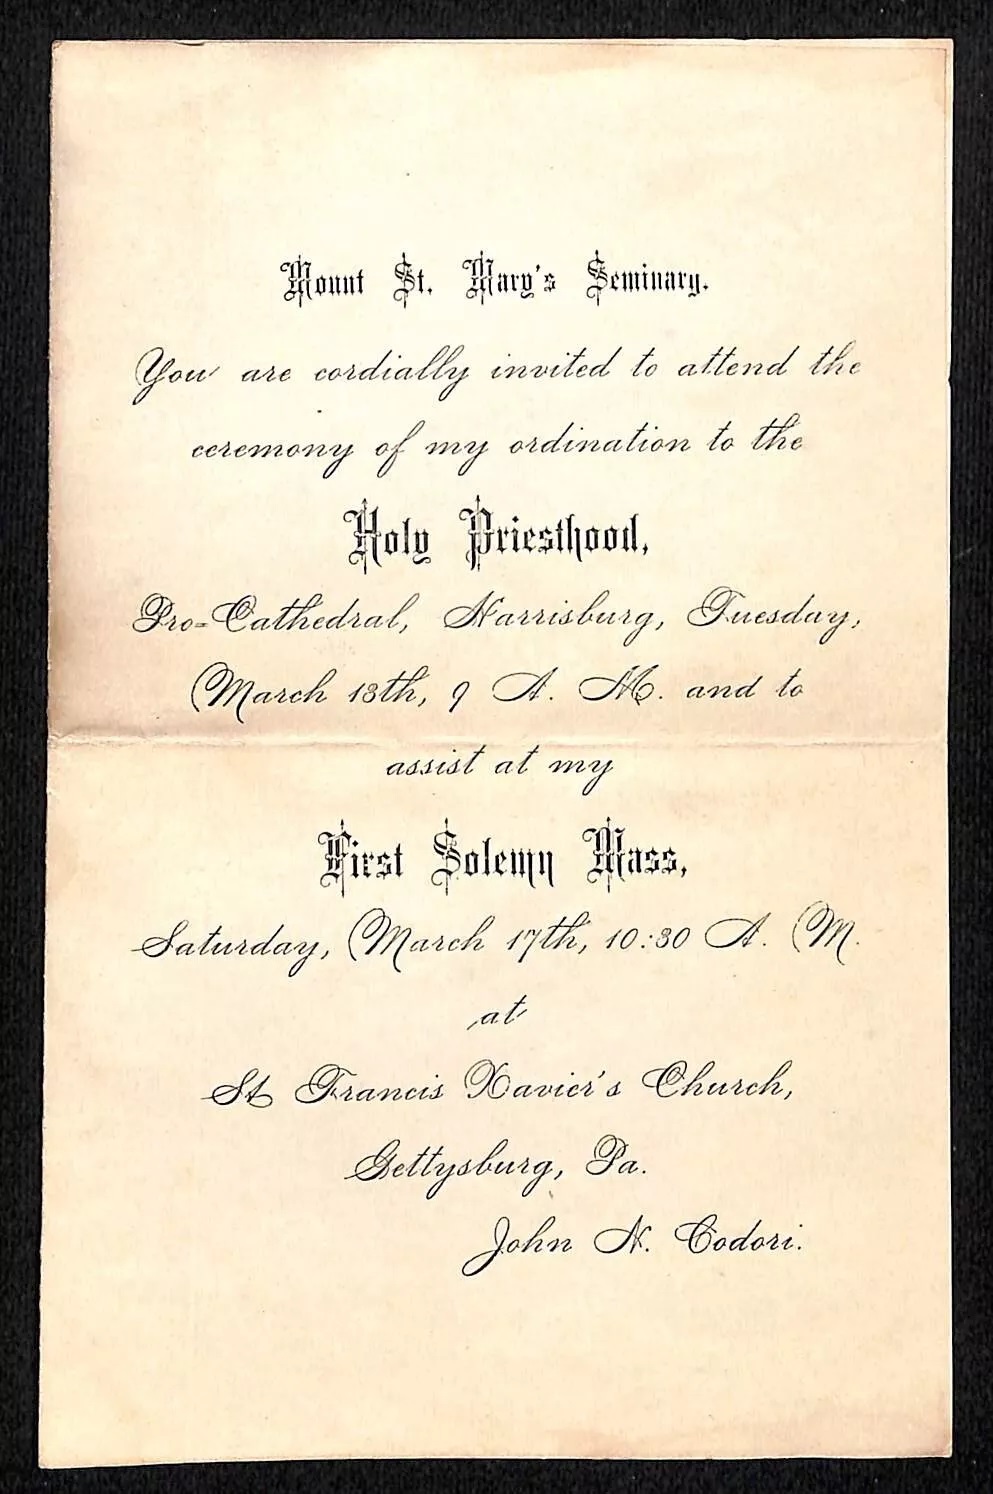 Mount St. Mary's Seminary.
You are cordially invited to attend the
ceremony of my ordination to the
Holy Priesthood,
Pro-Cathedral, Harrisburg, Tuesday,
March 13th, 9 A. M. and to
assist at my
First Solemn Mass,
Saturday, March 17th, 10:30 A. M.
at
St Francis Xavier's Church,
Gettysburg, Pa.
John N. Codori.